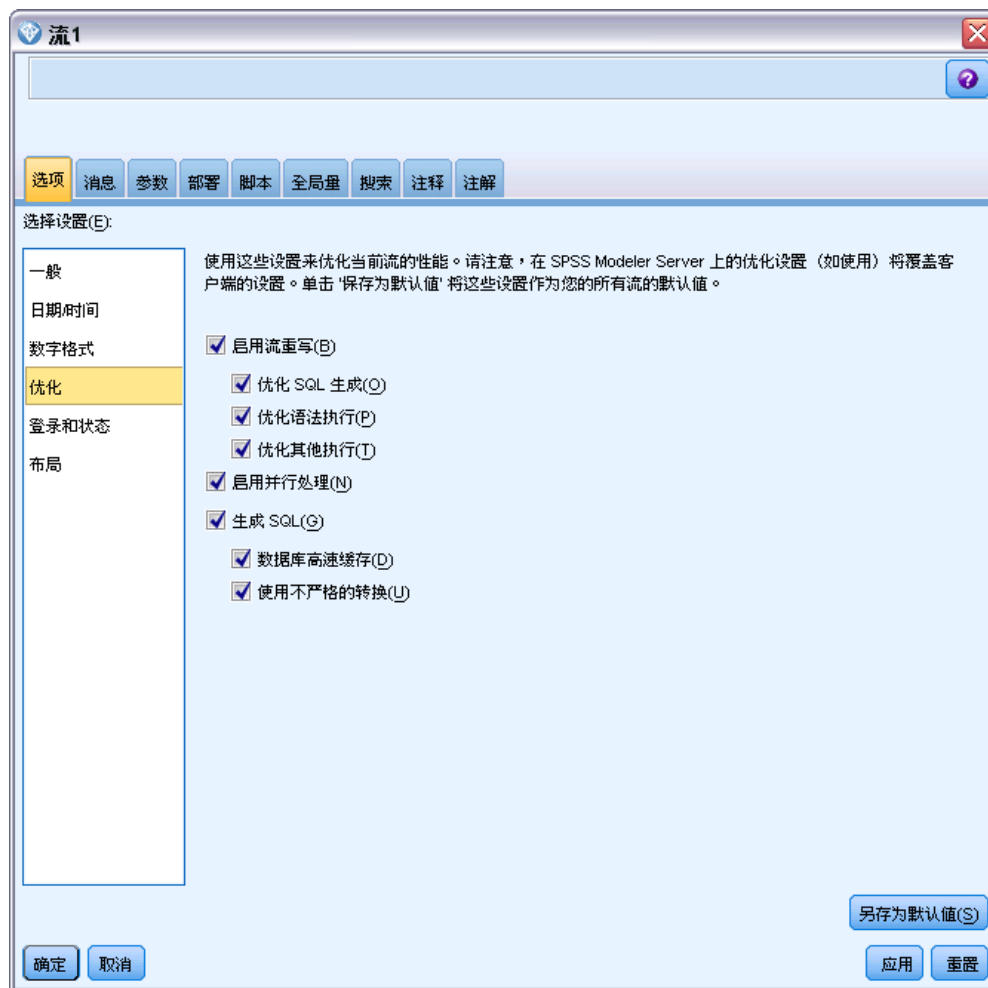 流1
选项 消息 参数 部署 脚本 全局量 搜索 注释 注解
选择设置(E):
一般
日期/时间
数字格式
优化
登录和状态
布局
使用这些设置来优化当前流的性能。请注意，在 SPSS Modeler Server 上的优化设置（如使用）将覆盖客
户端的设置。单击 '保存为默认值' 将这些设置作为您的所有流的默认值。
启用流重写(B)
优化 SQL 生成(O)
优化语法执行(P)
优化其他执行(T)
启用并行处理(N)
生成 SQL(G)
数据库高速缓存(D)
使用不严格的转换(U)
另存为默认值(S)
确定 取消 应用 重置